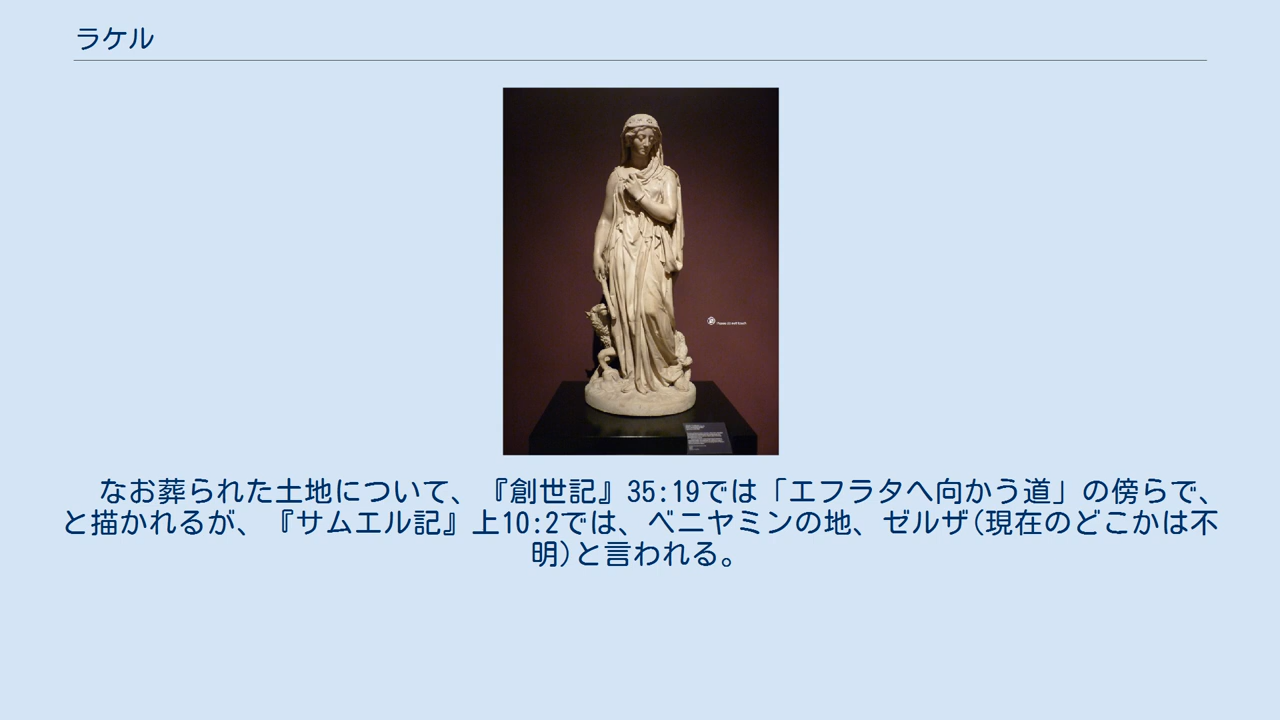 ラケル
なお葬られた土地について、『創世記』35:19では「エフラタへ向かう道」の傍らで、
と描かれるが、『サムエル記』上10:2では、ベニヤミンの地、ゼルザ(現在のどこかは不
明)と言われる。